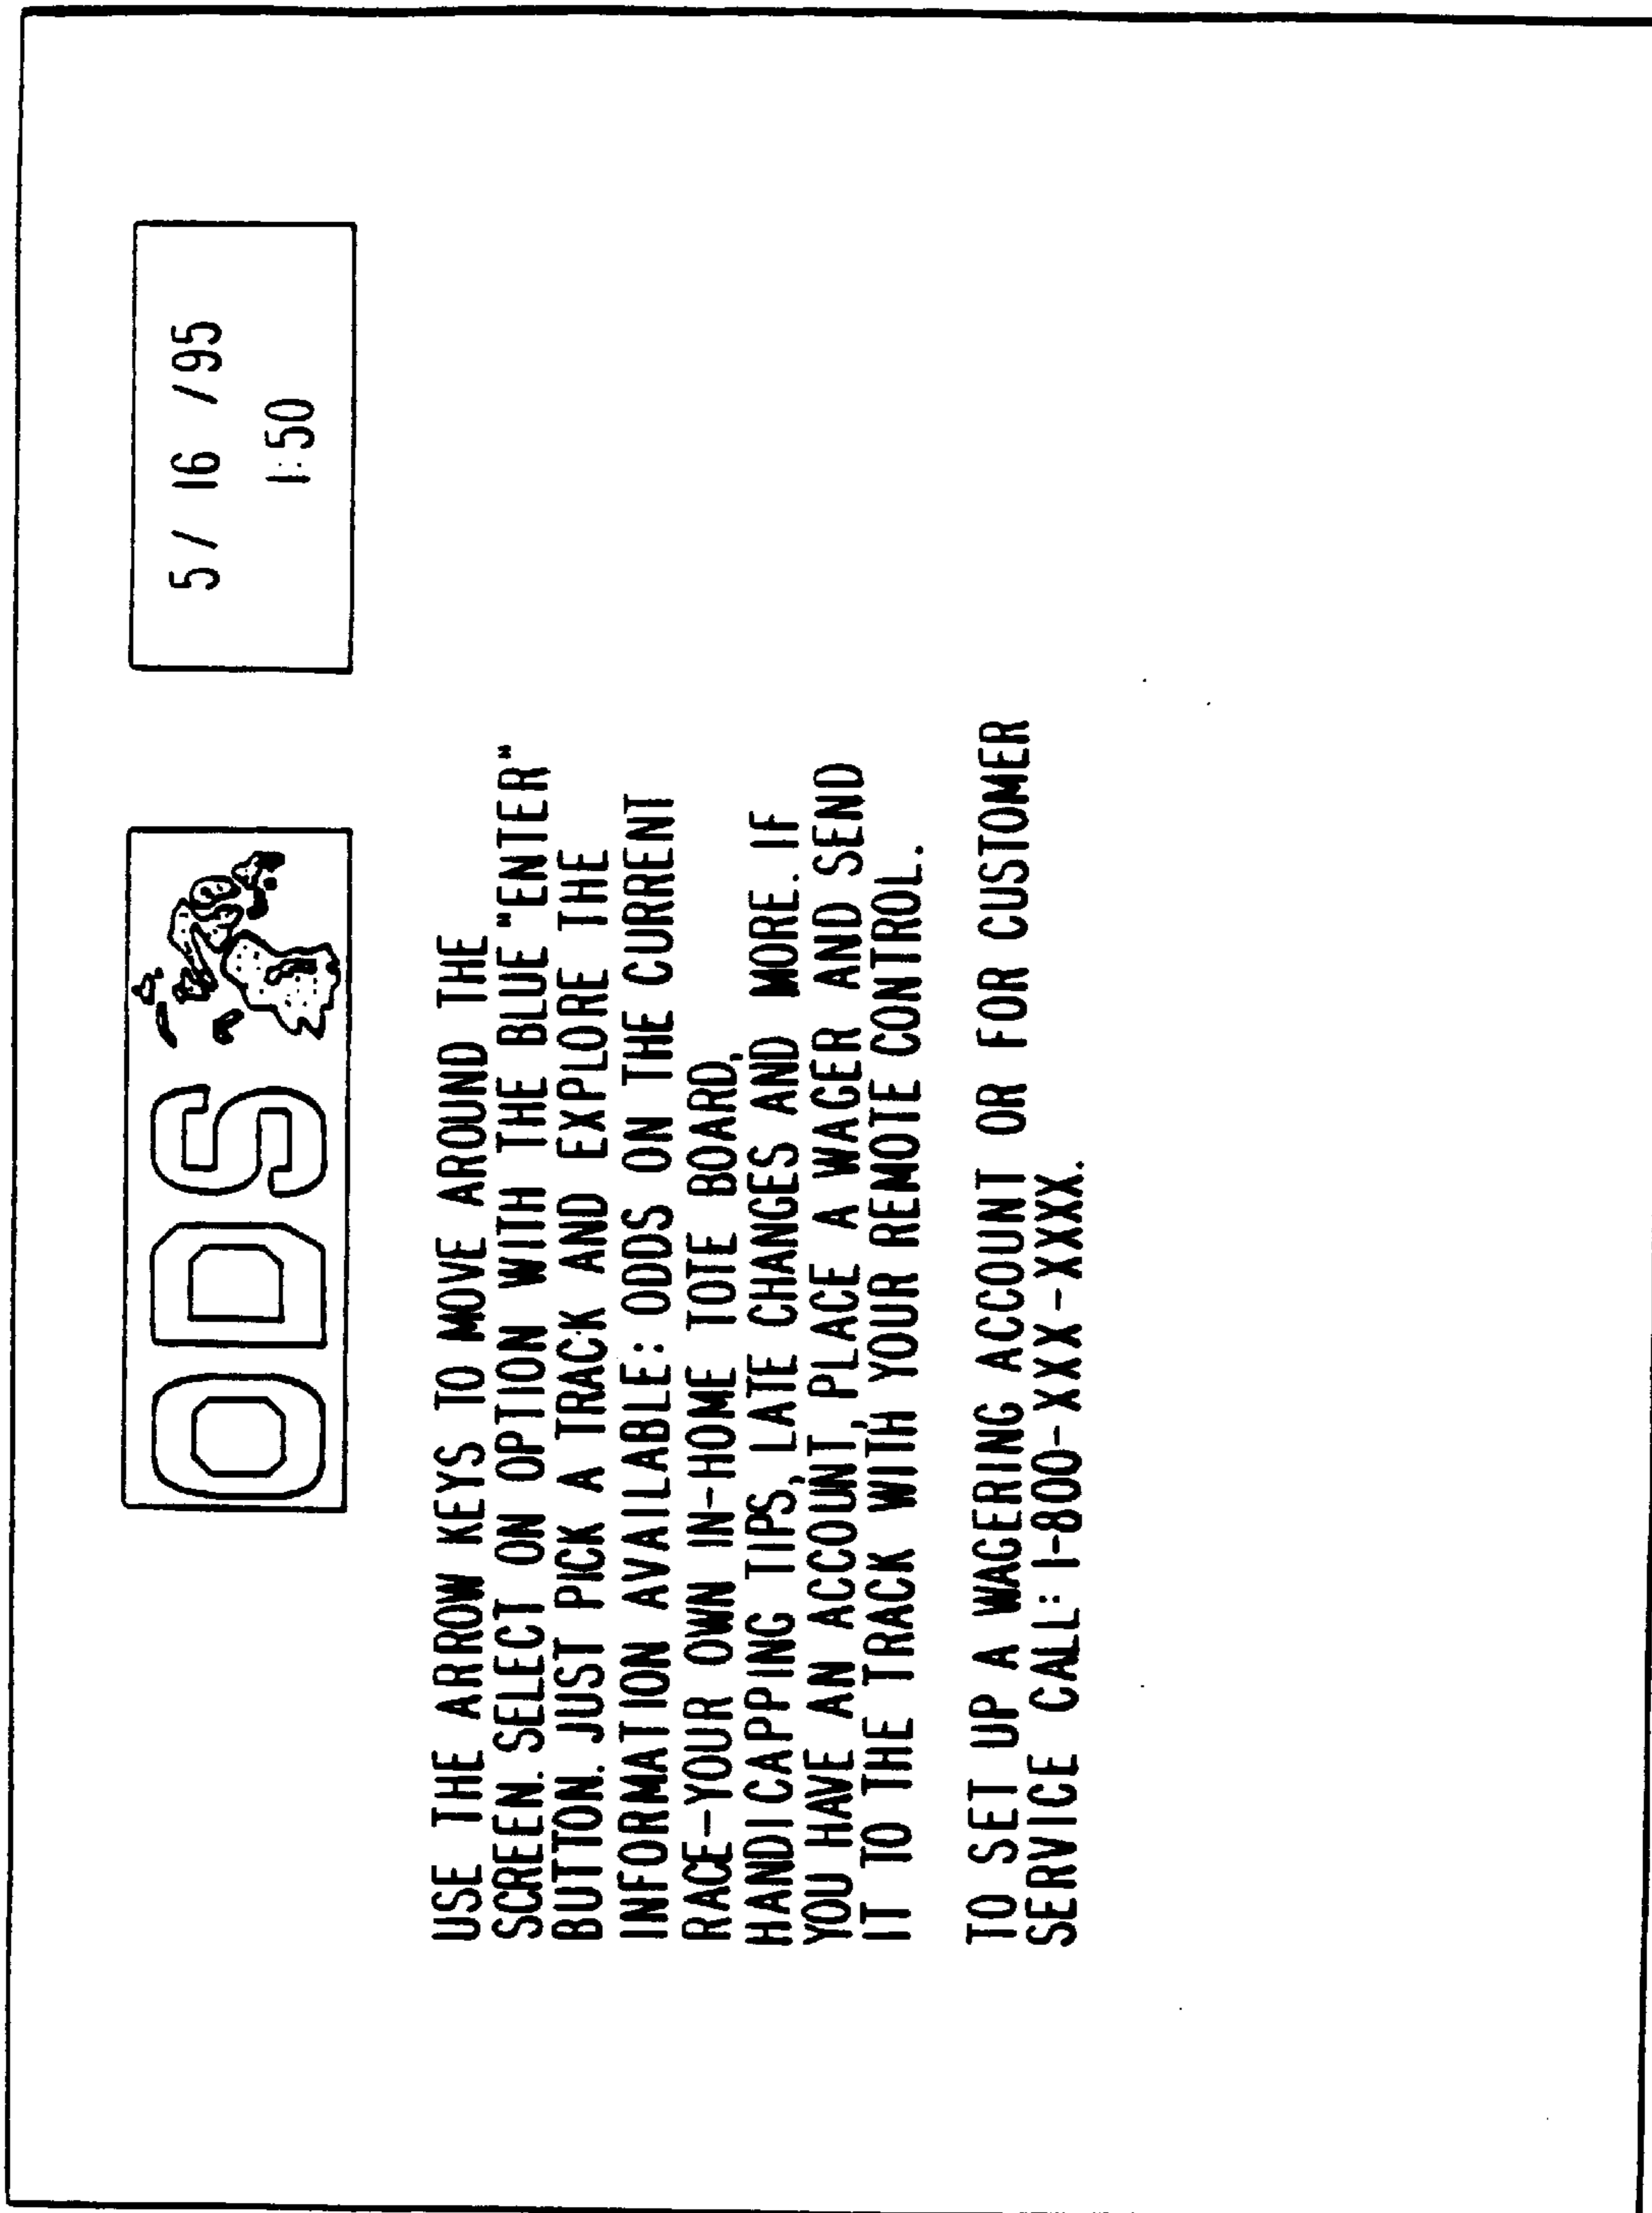 ODS
5 / 16 / 95
1:50
USE THE ARROW KEYS TO MOVE AROUND THE
SCREEN. SELECT ON OPTION WITH THE BLUE "ENTER"
BUTTON. JUST PICK A TRACK AND EXPLORE THE
INFORMATION AVAILABLE: ODDS ON THE CURRENT
RACE-YOUR OWN IN-HOME TOTE BOARD,
HANDICAPPING TIPS, LATE CHANGES AND MORE. IF
YOU HAVE AN ACCOUNT, PLACE A WAGER AND SEND
IT TO THE TRACK WITH YOUR REMOTE CONTROL.
TO SET UP A WAGERING ACCOUNT OR FOR CUSTOMER
SERVICE CALL: 1-800-XXX-XXXX.